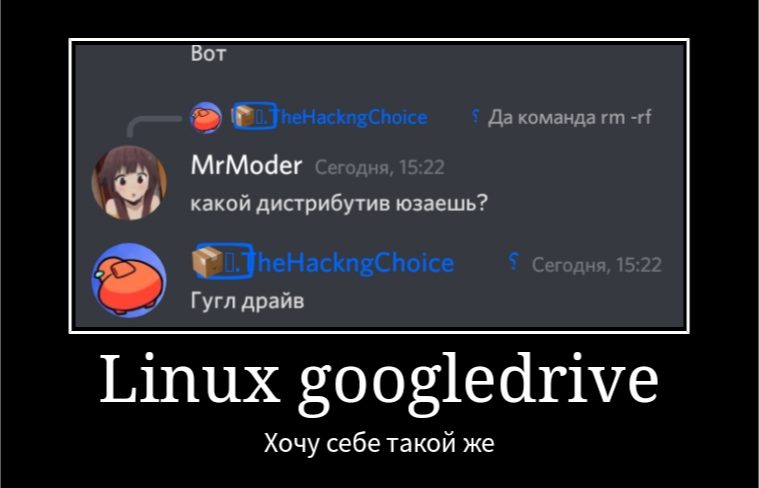 Вот
.TheHackngChoice ؟ Да команда rm -rf
MrModer Сегодня, 15:22
какой дистрибутив юзаешь?
.TheHackngChoice ؟ Сегодня, 15:22
Гугл драйв
Linux googledrive
Хочу себе такой же